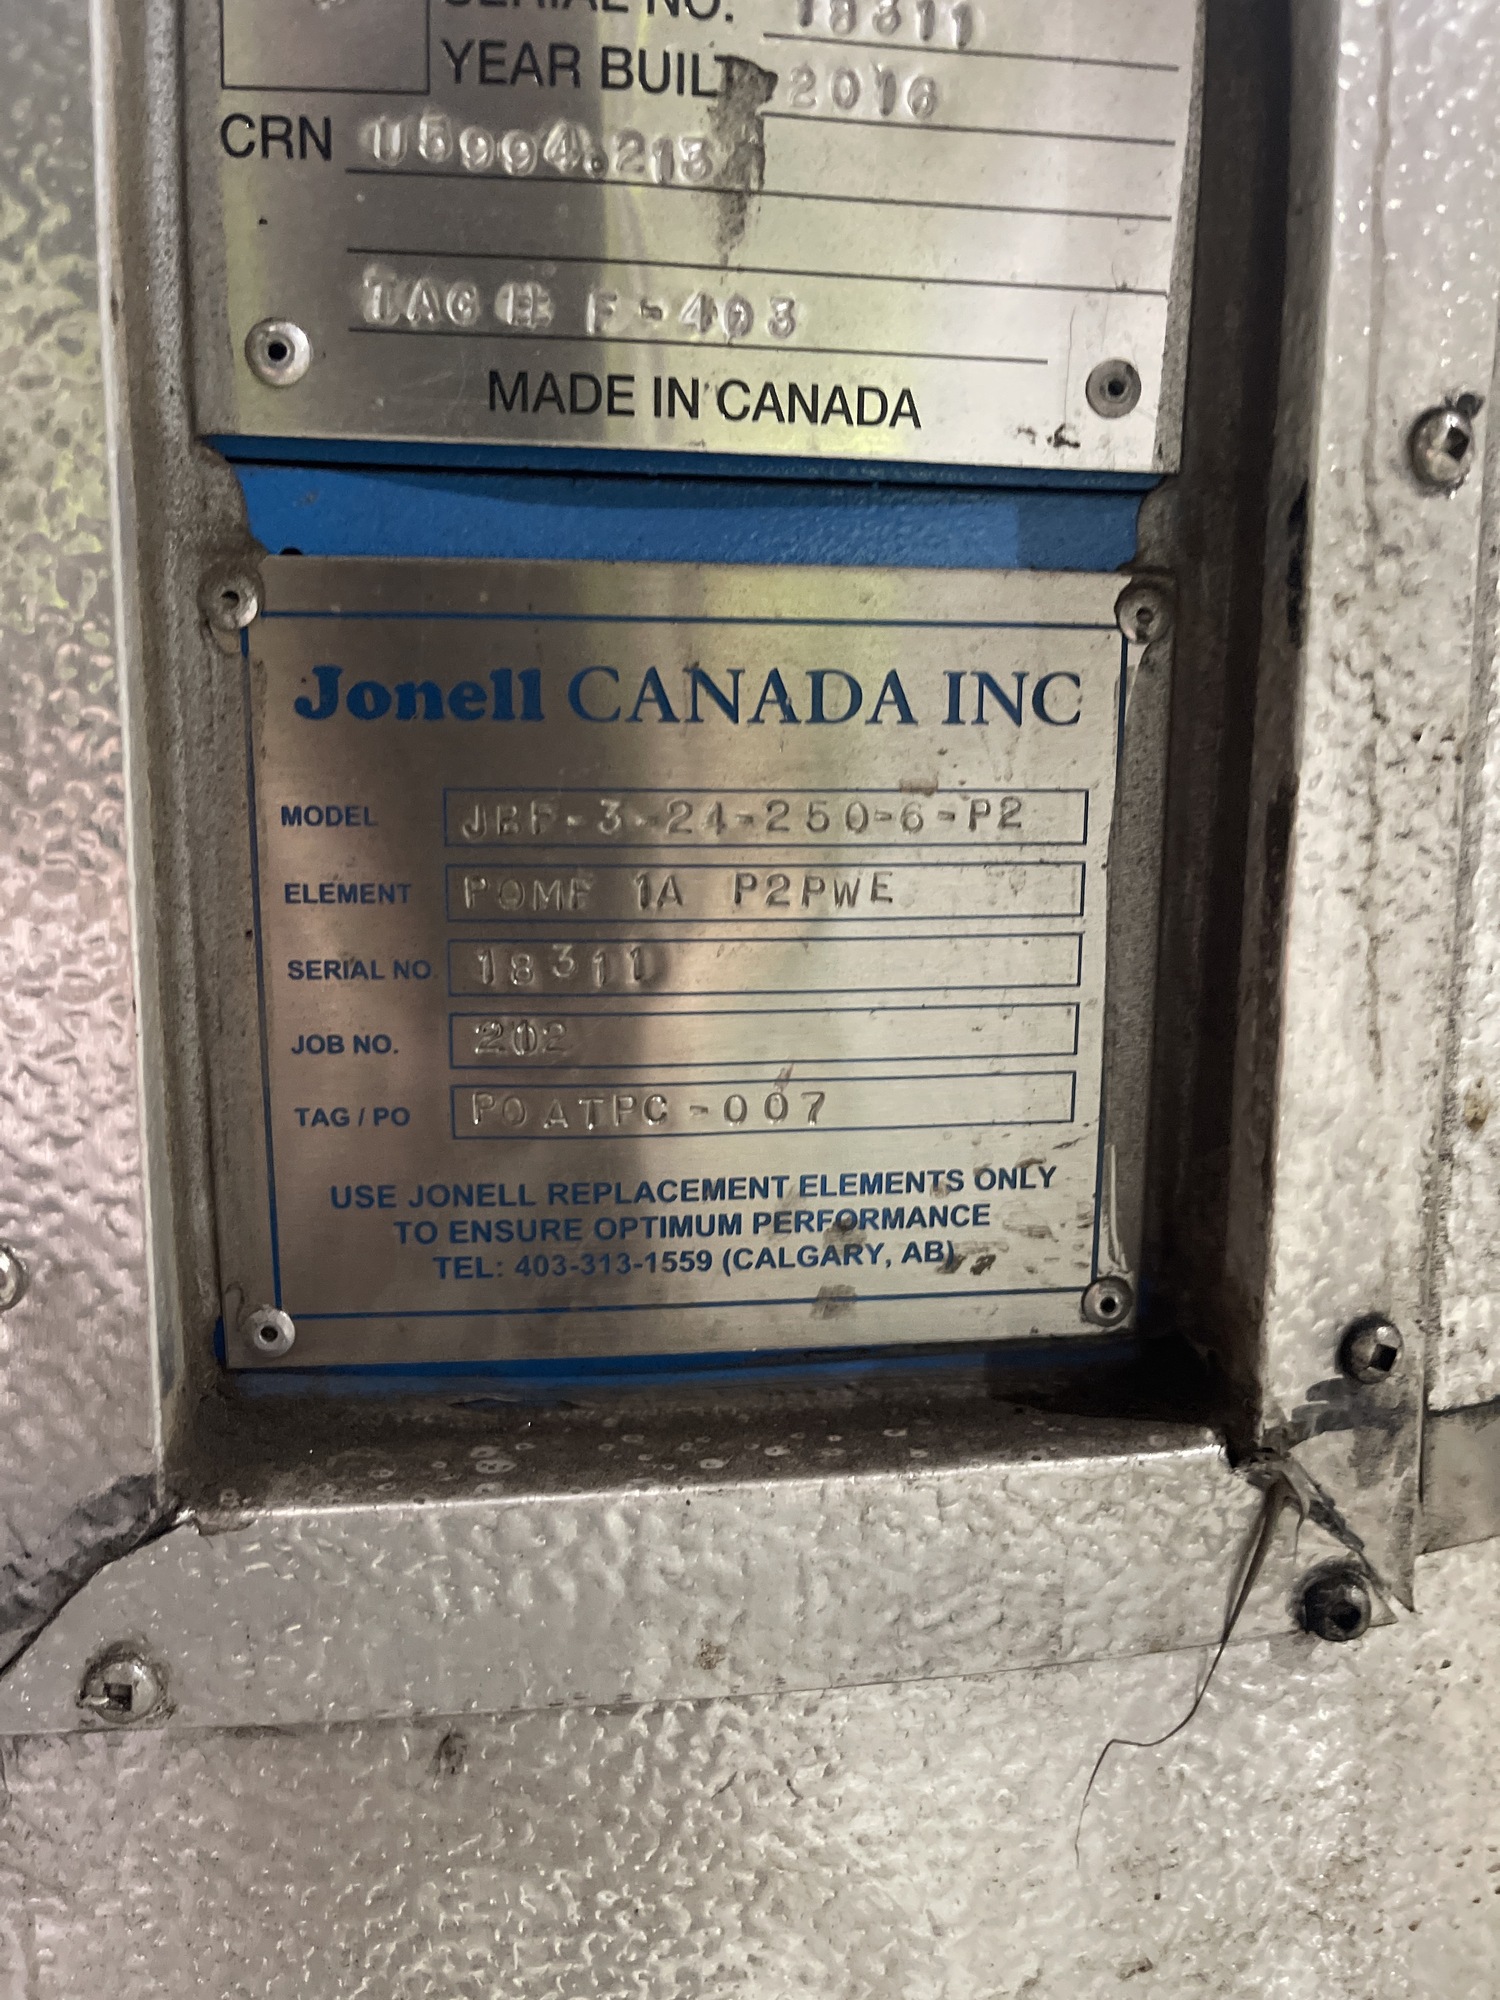 SERIAL NO. 18311
YEAR BUILT 2016
CRN U5994.213
TAG # F-403
MADE IN CANADA
Jonell CANADA INC
MODEL JBF-3-24-250-6-P2
ELEMENT POMF 1A P2PWE
SERIAL NO. 18311
JOB NO. 202
TAG / PO PO ATPC-007
USE JONELL REPLACEMENT ELEMENTS ONLY
TO ENSURE OPTIMUM PERFORMANCE
TEL: 403-313-1559 (CALGARY, AB)